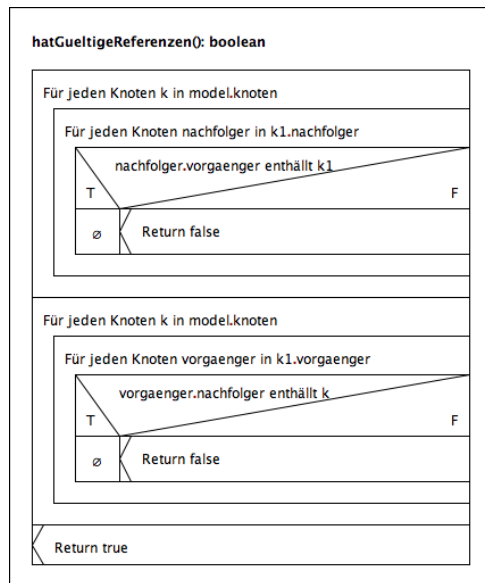 hatGueltigeReferenzen(): boolean
Für jeden Knoten k in model.knoten
Für jeden Knoten nachfolger in k1.nachfolger
nachfolger.vorgaenger enthällt k1
T
F
∅
Return false
Für jeden Knoten k in model.knoten
Für jeden Knoten vorgaenger in k1.vorgaenger
vorgaenger.nachfolger enthällt k
T
F
∅
Return false
Return true